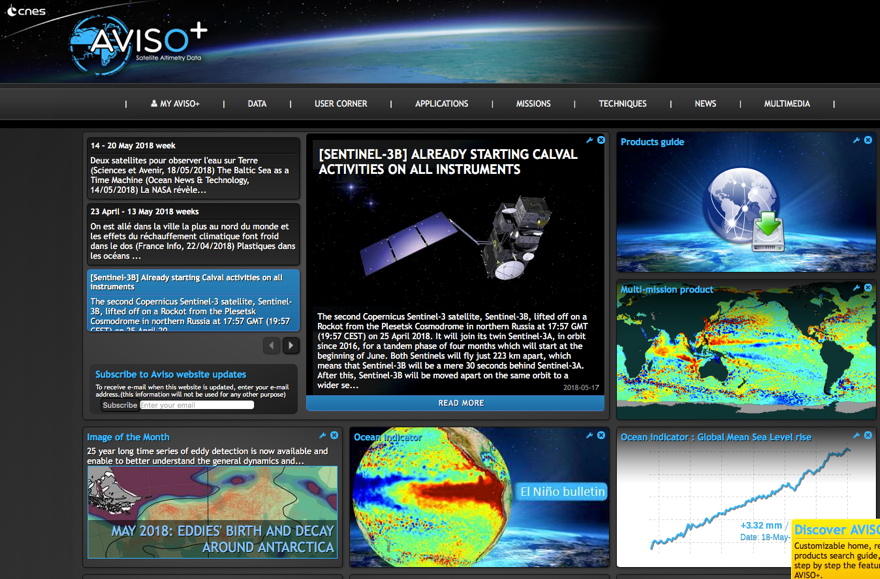 cnes
AVISO+
Satellite Altimetry Data
MY AVISO+ | DATA | USER CORNER | APPLICATIONS | MISSIONS | TECHNIQUES | NEWS | MULTIMEDIA |
14 - 20 May 2018 week
Deux satellites pour observer l'eau sur Terre
(Sciences et Avenir, 18/05/2018) The Baltic Sea as a
Time Machine (Ocean News & Technology,
14/05/2018) La NASA révèle...
23 April - 13 May 2018 weeks
On est allé dans la ville la plus au nord du monde et
les effets du réchauffement climatique font froid
dans le dos (France Info, 22/04/2018) Plastiques dans
les océans ...
[Sentinel-3B] Already starting Calval activities on all
instruments
The second Copernicus Sentinel-3 satellite, Sentinel-
3B, lifted off on a Rockot from the Plesetsk
Cosmodrome in northern Russia at 17:57 GMT (19:57
CEST) on 25 April 20
Subscribe to Aviso website updates
To receive e-mail when this website is updated, enter your e-mail
address.(this information will not be used for any other purpose)
Subscribe Enter your email
[SENTINEL-3B] ALREADY STARTING CALVAL
ACTIVITIES ON ALL INSTRUMENTS
The second Copernicus Sentinel-3 satellite, Sentinel-3B, lifted off on a
Rockot from the Plesetsk Cosmodrome in northern Russia at 17:57 GMT
(19:57 CEST) on 25 April 2018. It will join its twin Sentinel-3A, in orbit
since 2016, for a tandem phase of four months which will start at the
beginning of June. Both Sentinels will fly just 223 km apart, which
means that Sentinel-3B will be a mere 30 seconds behind Sentinel-3A.
After this, Sentinel-3B will be moved apart on the same orbit to a
wider se...
2018-05-17
READ MORE
Products guide
Multi-mission product
Image of the Month
25 year long time series of eddy detection is now available and
enable to better understand the general dynamics and...
MAY 2018: EDDIES' BIRTH AND DECAY
AROUND ANTARCTICA
Ocean indicator
El Niño bulletin
Ocean indicator : Global Mean Sea Level rise
+3.32 mm /
Date: 18-May-
Discover AVISO
Customizable home, re
products search guide,
step by step the featur
AVISO+.